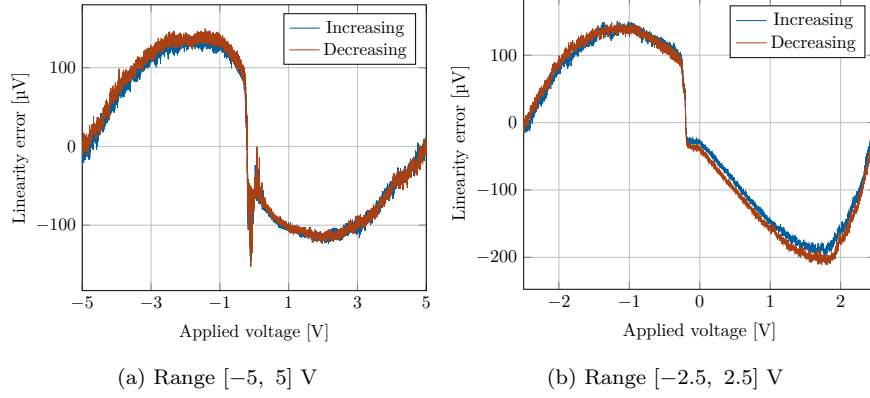 Increasing
Decreasing
100
0
−100
−5
−3
−1
1
3
5
Linearity error [µV]
Applied voltage [V]
(a) Range [−5, 5] V
Increasing
Decreasing
100
0
−100
−200
−2
−1
0
1
2
Linearity error [µV]
Applied voltage [V]
(b) Range [−2.5, 2.5] V